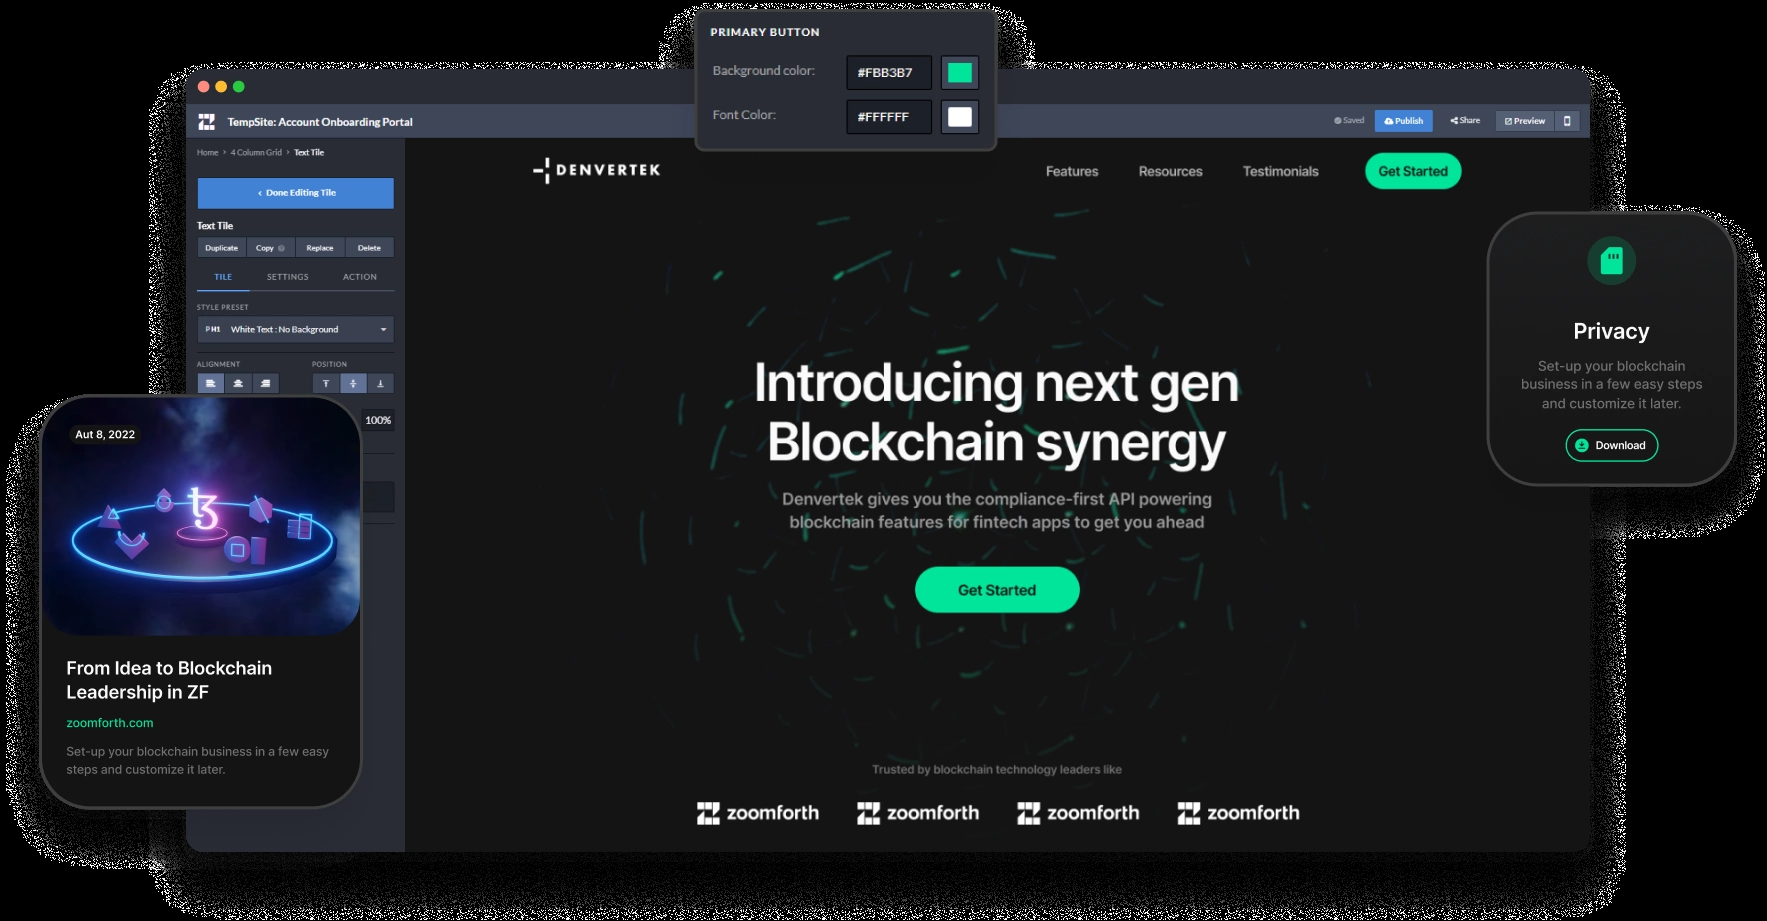 PRIMARY BUTTON
Background color:
#FBB3B7
Font Color:
#FFFFFF
TempSite: Account Onboarding Portal
Saved
Publish
Share
Preview
Home > 4 Column Grid > Text Tile
< Done Editing Tile
Text Tile
Duplicate
Copy
Replace
Delete
TILE
SETTINGS
ACTION
STYLE PRESET
PH1 White Text : No Background
ALIGNMENT
POSITION
100%
DENVERTEK
Features
Resources
Testimonials
Get Started
Introducing next gen
Blockchain synergy
Denvertek gives you the compliance-first API powering
blockchain features for fintech apps to get you ahead
Get Started
Trusted by blockchain technology leaders like
zoomforth
zoomforth
zoomforth
zoomforth
Aut 8, 2022
From Idea to Blockchain
Leadership in ZF
zoomforth.com
Set-up your blockchain business in a few easy
steps and customize it later.
Privacy
Set-up your blockchain
business in a few easy steps
and customize it later.
Download